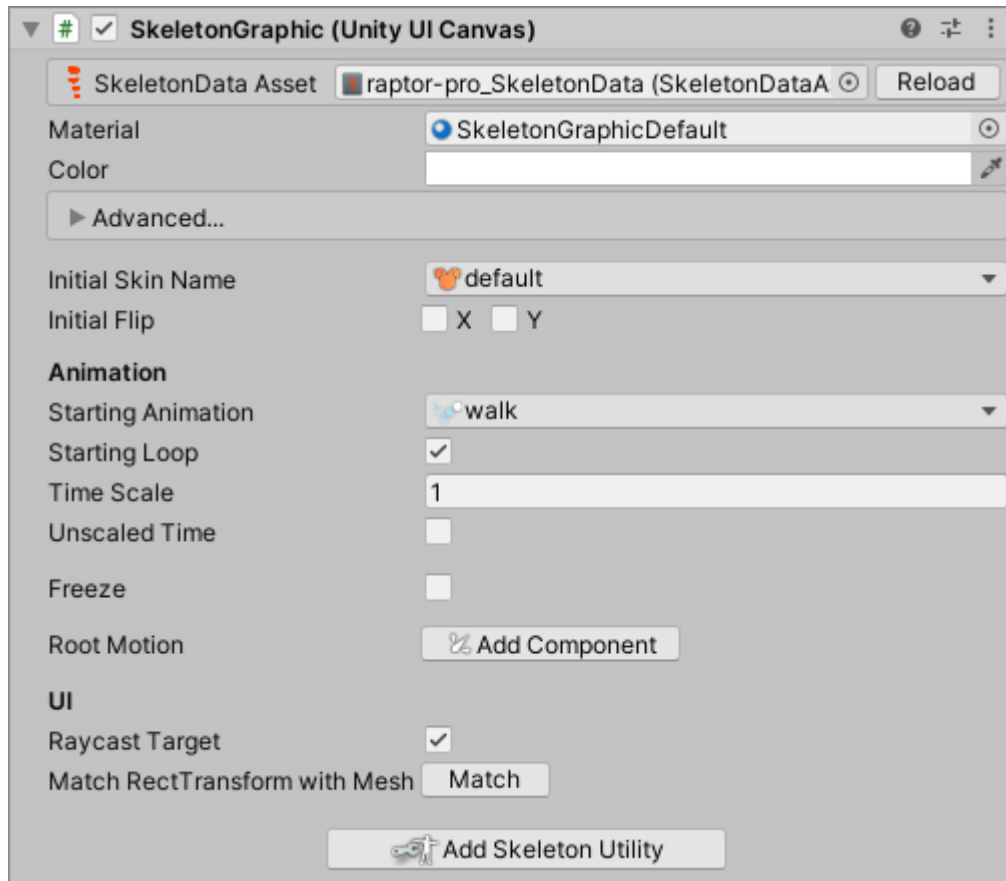 # SkeletonGraphic (Unity UI Canvas)
SkeletonData Asset raptor-pro_SkeletonData (SkeletonDataA Reload
Material SkeletonGraphicDefault
Color
Advanced...
Initial Skin Name default
Initial Flip X Y
Animation
Starting Animation walk
Starting Loop
Time Scale 1
Unscaled Time
Freeze
Root Motion Add Component
UI
Raycast Target
Match RectTransform with Mesh Match
Add Skeleton Utility